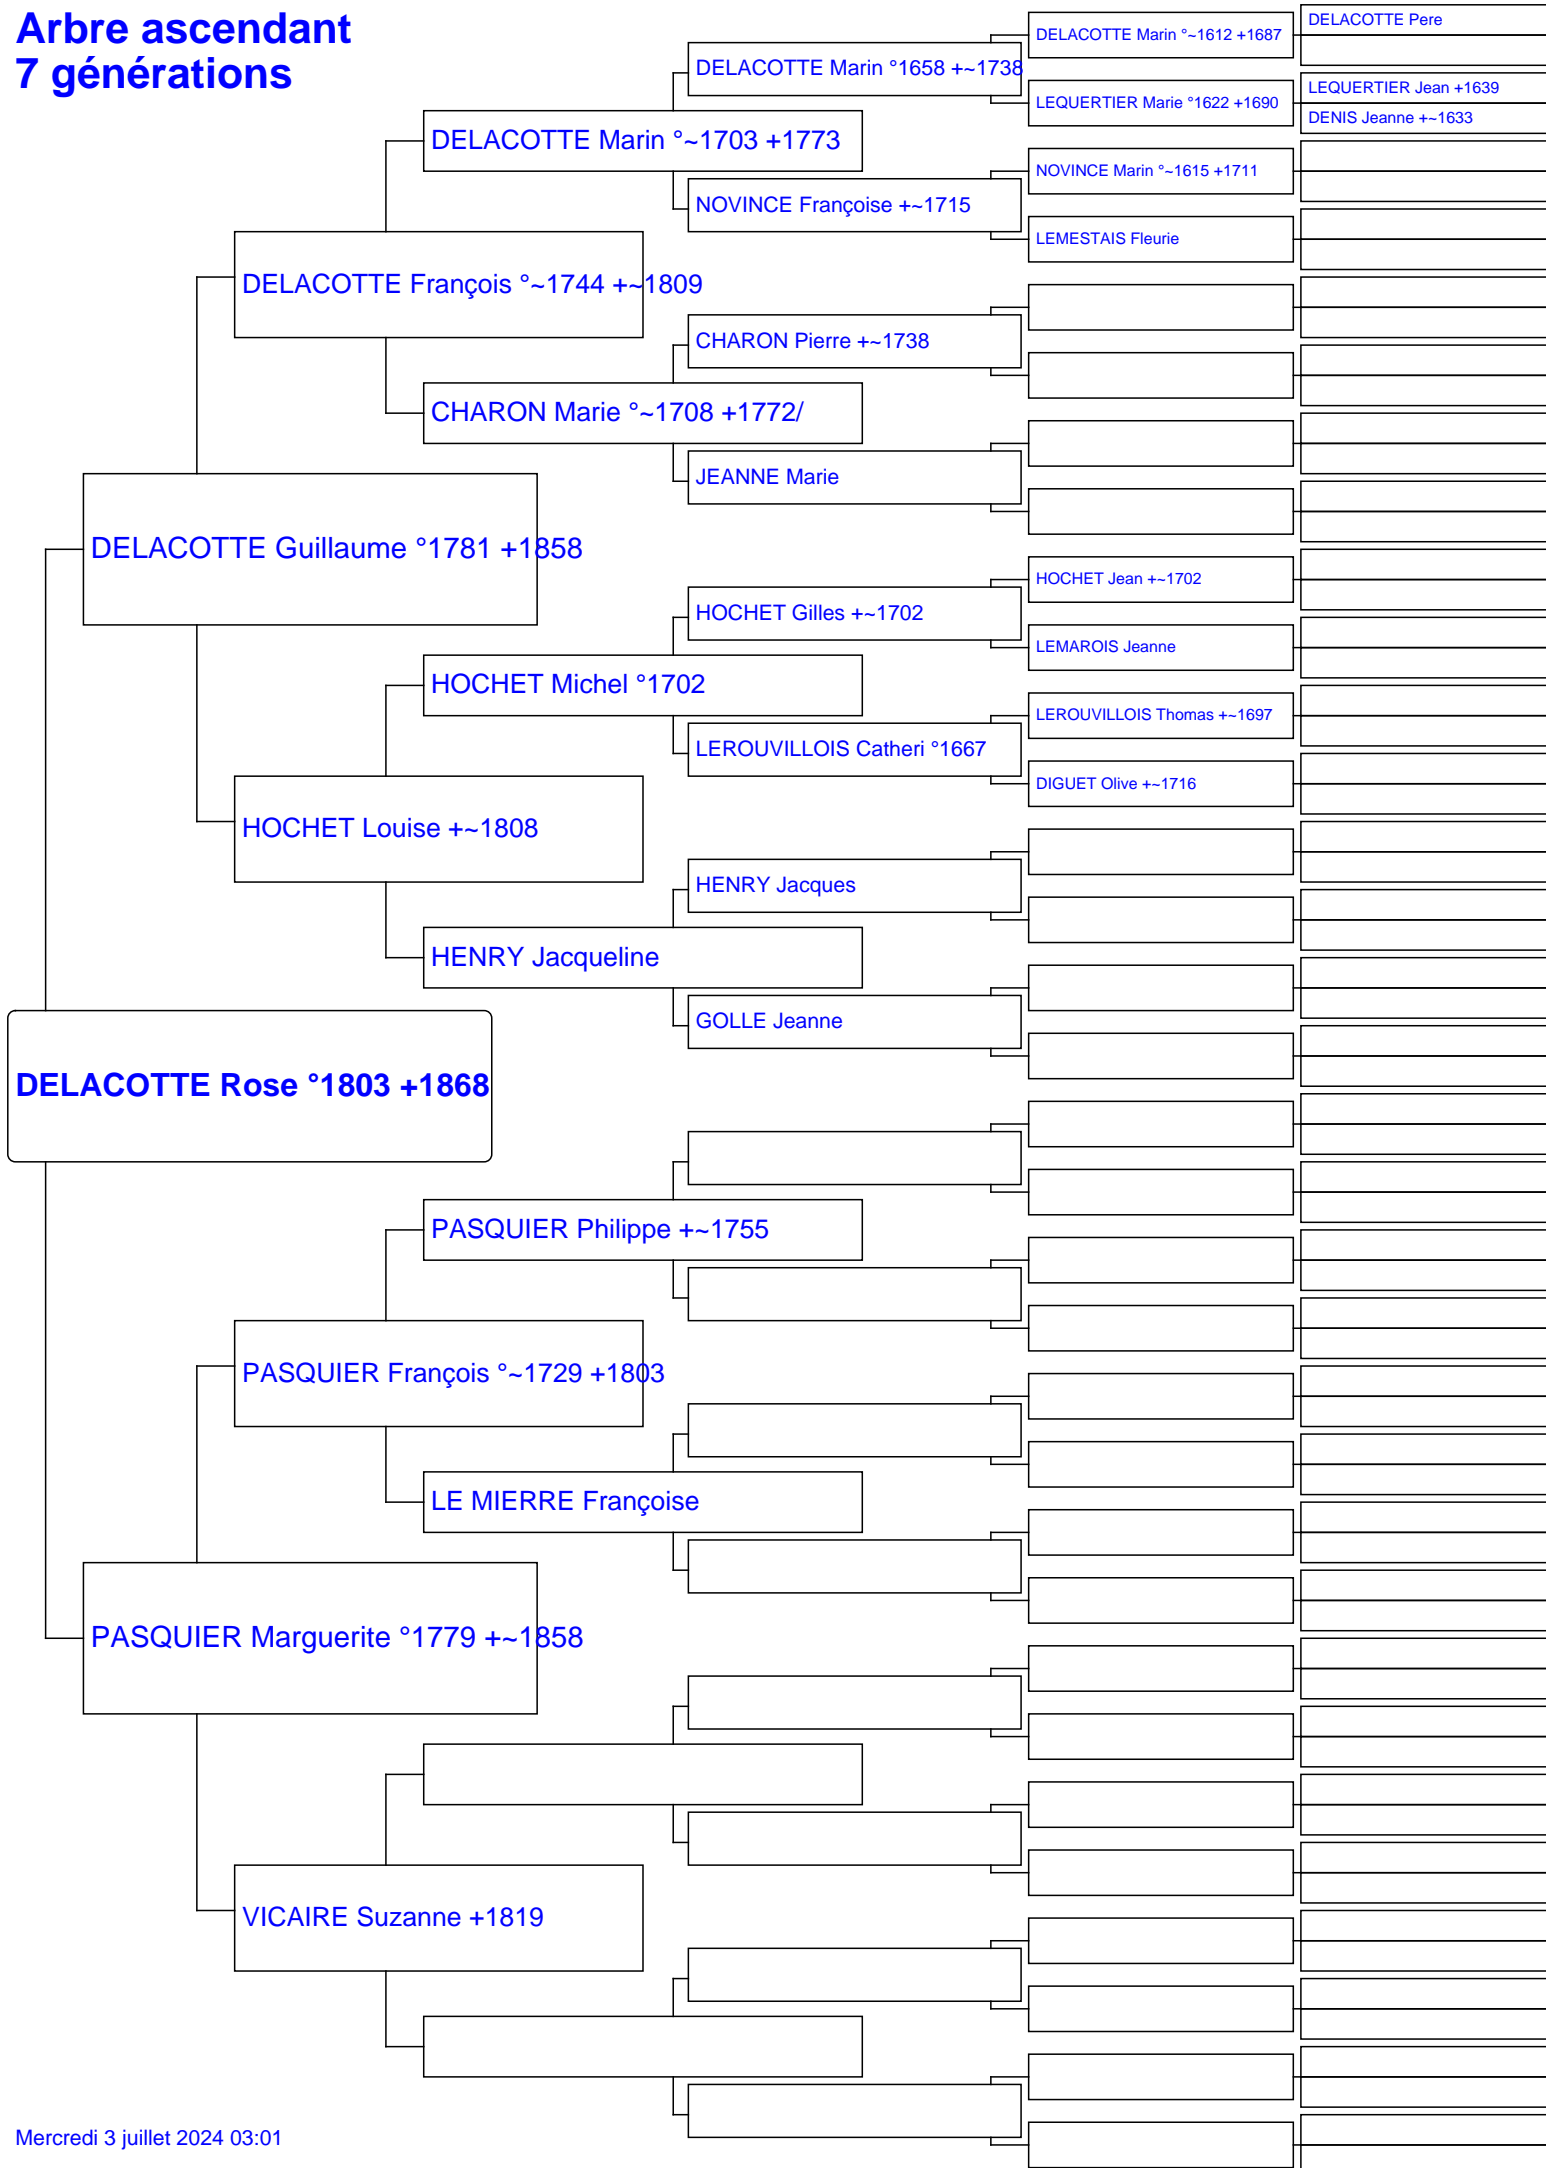 Arbre ascendant
7 générations
DELACOTTE Rose °1803 +1868
DELACOTTE Guillaume °1781 +1858
PASQUIER Marguerite °1779 +~1858
DELACOTTE François °~1744 +~1809
HOCHET Louise +~1808
PASQUIER François °~1729 +1803
VICAIRE Suzanne +1819
DELACOTTE Marin °~1703 +1773
CHARON Marie °~1708 +1772/
HOCHET Michel °1702
HENRY Jacqueline
PASQUIER Philippe +~1755
LE MIERRE Françoise
DELACOTTE Marin °1658 +~1738
NOVINCE Françoise +~1715
CHARON Pierre +~1738
JEANNE Marie
HOCHET Gilles +~1702
LEROUVILLOIS Catheri °1667
HENRY Jacques
GOLLE Jeanne
DELACOTTE Marin °~1612 +1687
LEQUERTIER Marie °1622 +1690
NOVINCE Marin °~1615 +1711
LEMESTAIS Fleurie
HOCHET Jean +~1702
LEMAROIS Jeanne
LEROUVILLOIS Thomas +~1697
DIGUET Olive +~1716
DELACOTTE Pere
LEQUERTIER Jean +1639
DENIS Jeanne +~1633
Mercredi 3 juillet 2024 03:01